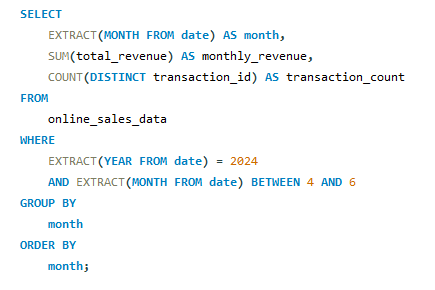 SELECT
    EXTRACT(MONTH FROM date) AS month,
    SUM(total_revenue) AS monthly_revenue,
    COUNT(DISTINCT transaction_id) AS transaction_count
FROM
    online_sales_data
WHERE
    EXTRACT(YEAR FROM date) = 2024
    AND EXTRACT(MONTH FROM date) BETWEEN 4 AND 6
GROUP BY
    month
ORDER BY
    month;